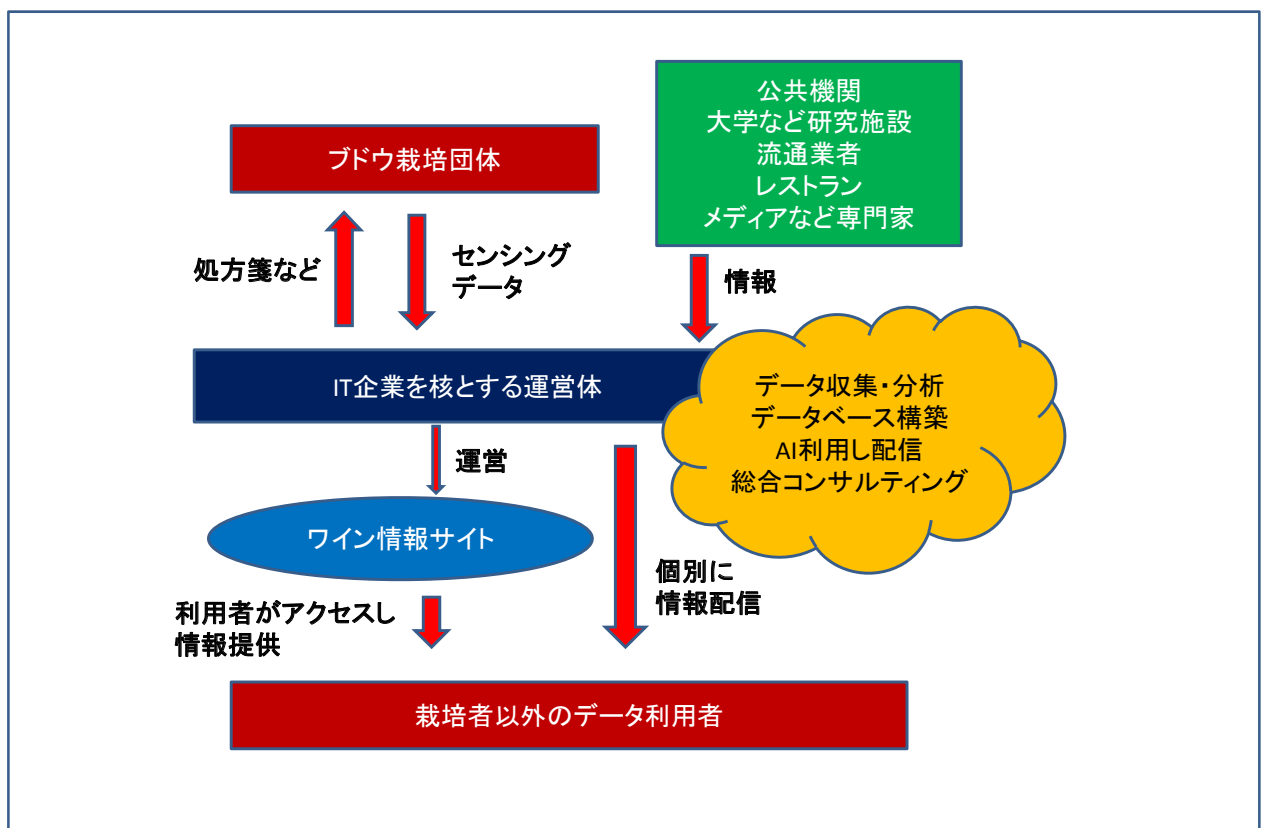 公共機関
大学など研究施設
流通業者
レストラン
メディアなど専門家
ブドウ栽培団体
処方箋など
センシング
データ
情報
IT企業を核とする運営体
データ収集・分析
データベース構築
AI利用し配信
総合コンサルティング
運営
ワイン情報サイト
個別に
情報配信
利用者がアクセスし
情報提供
栽培者以外のデータ利用者